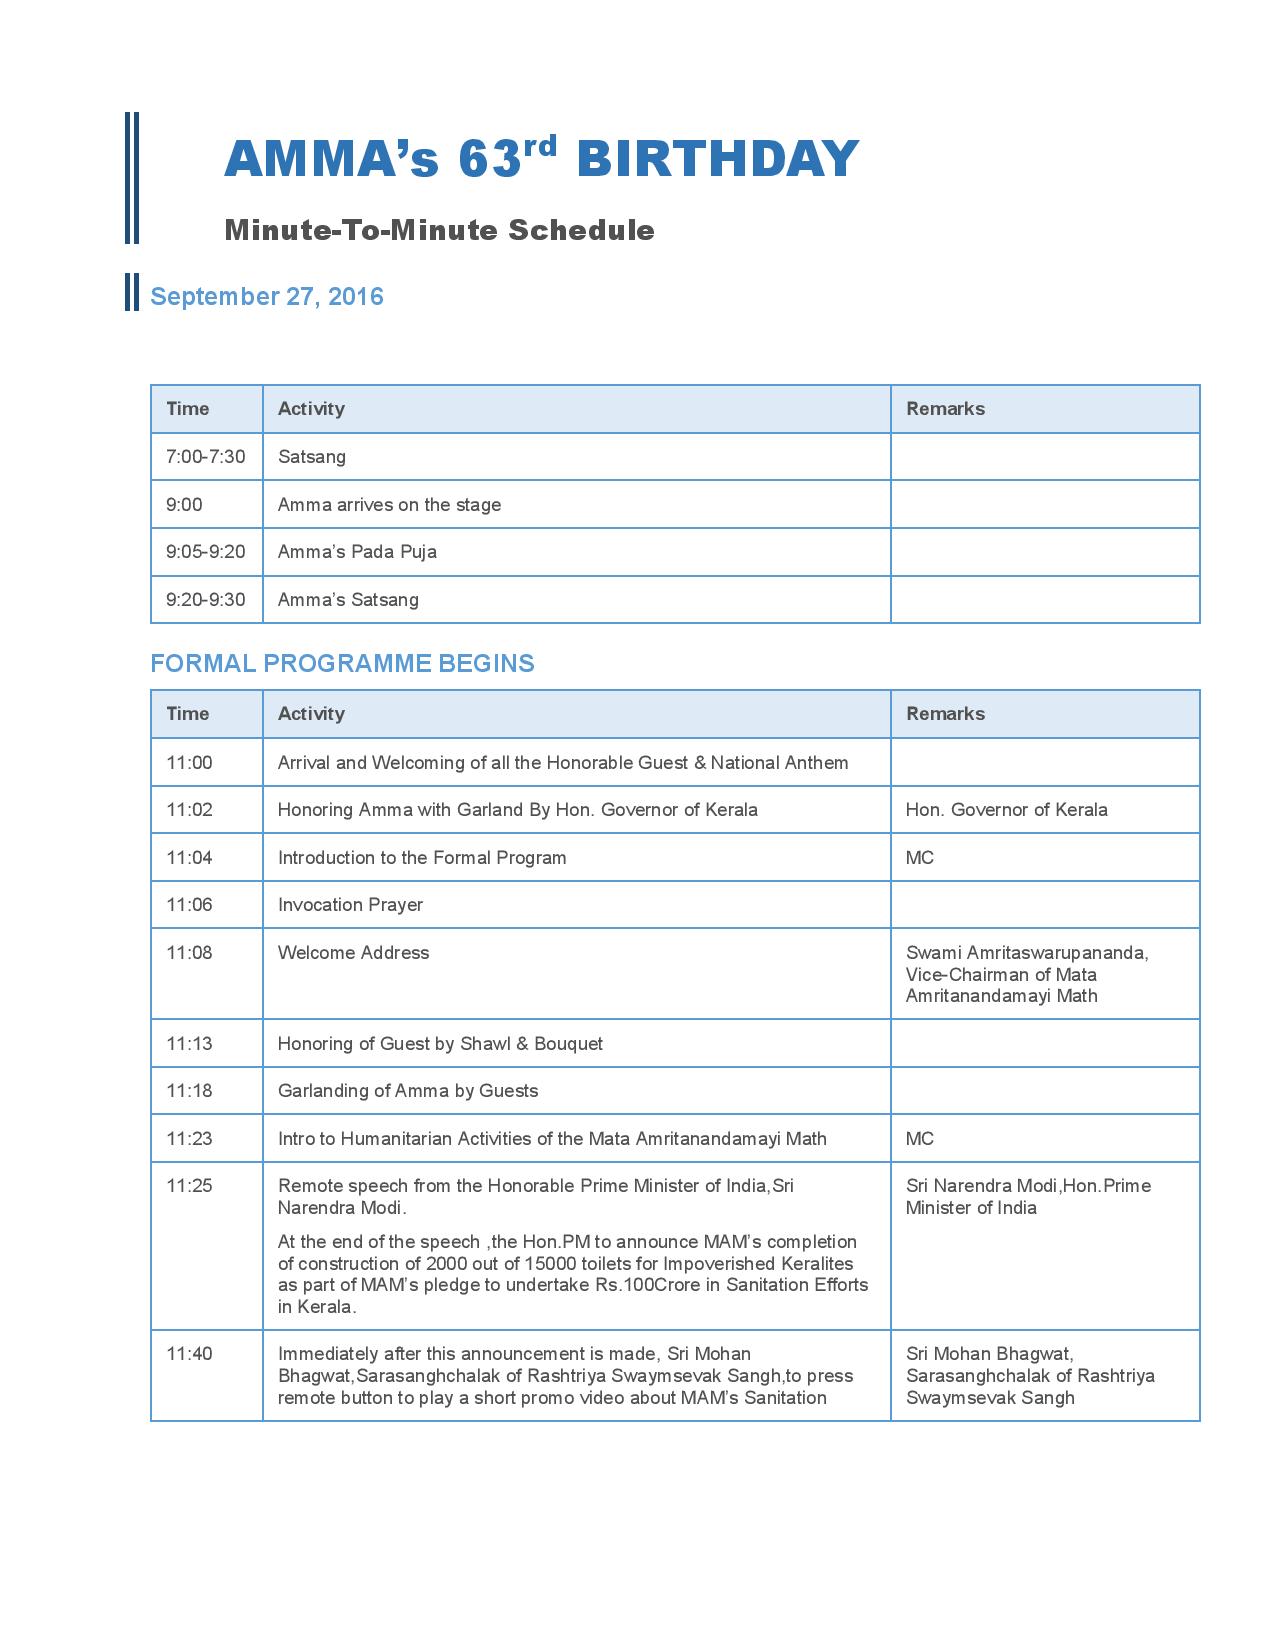 AMMA’s 63rd BIRTHDAY
Minute-To-Minute Schedule
September 27, 2016
Time Activity Remarks
7:00-7:30 Satsang
9:00 Amma arrives on the stage
9:05-9:20 Amma’s Pada Puja
9:20-9:30 Amma’s Satsang
FORMAL PROGRAMME BEGINS
Time Activity Remarks
11:00 Arrival and Welcoming of all the Honorable Guest & National Anthem
11:02 Honoring Amma with Garland By Hon. Governor of Kerala Hon. Governor of Kerala
11:04 Introduction to the Formal Program MC
11:06 Invocation Prayer
11:08 Welcome Address Swami Amritaswarupananda,
Vice-Chairman of Mata
Amritanandamayi Math
11:13 Honoring of Guest by Shawl & Bouquet
11:18 Garlanding of Amma by Guests
11:23 Intro to Humanitarian Activities of the Mata Amritanandamayi Math MC
11:25 Remote speech from the Honorable Prime Minister of India,Sri Sri Narendra Modi,Hon.Prime
Narendra Modi. Minister of India
At the end of the speech ,the Hon.PM to announce MAM’s completion
of construction of 2000 out of 15000 toilets for Impoverished Keralites
as part of MAM’s pledge to undertake Rs.100Crore in Sanitation Efforts
in Kerala.
11:40 Immediately after this announcement is made, Sri Mohan Sri Mohan Bhagwat,
Bhagwat,Sarasanghchalak of Rashtriya Swaymsevak Sangh,to press Sarasanghchalak of Rashtriya
remote button to play a short promo video about MAM’s Sanitation Swaymsevak Sangh